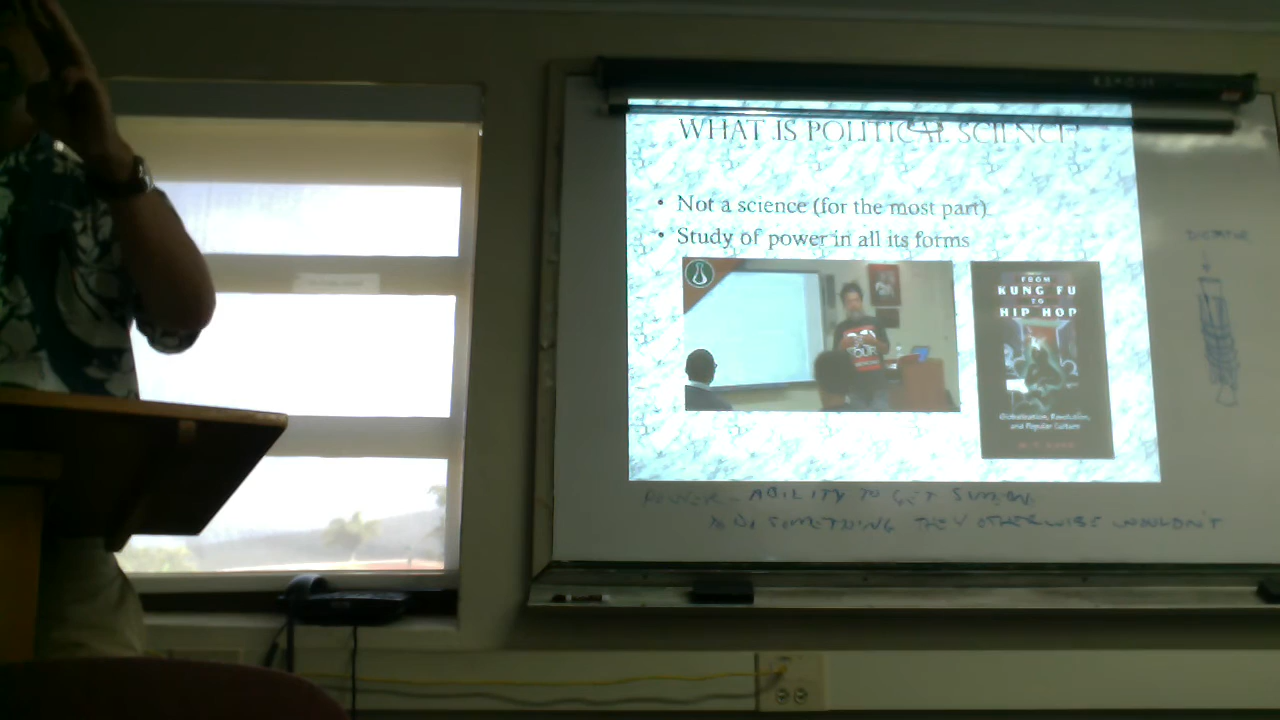 WHAT IS POLITICAL SCIENCE
• Not a science (for the most part)
• Study of power in all its forms
FROM
KUNG FU
TO
HIP HOP
Globalization, Revolution,
and Popular Culture
POWER - ABILITY TO GET SOMEONE
TO DO SOMETHING THEY OTHERWISE WOULDN'T